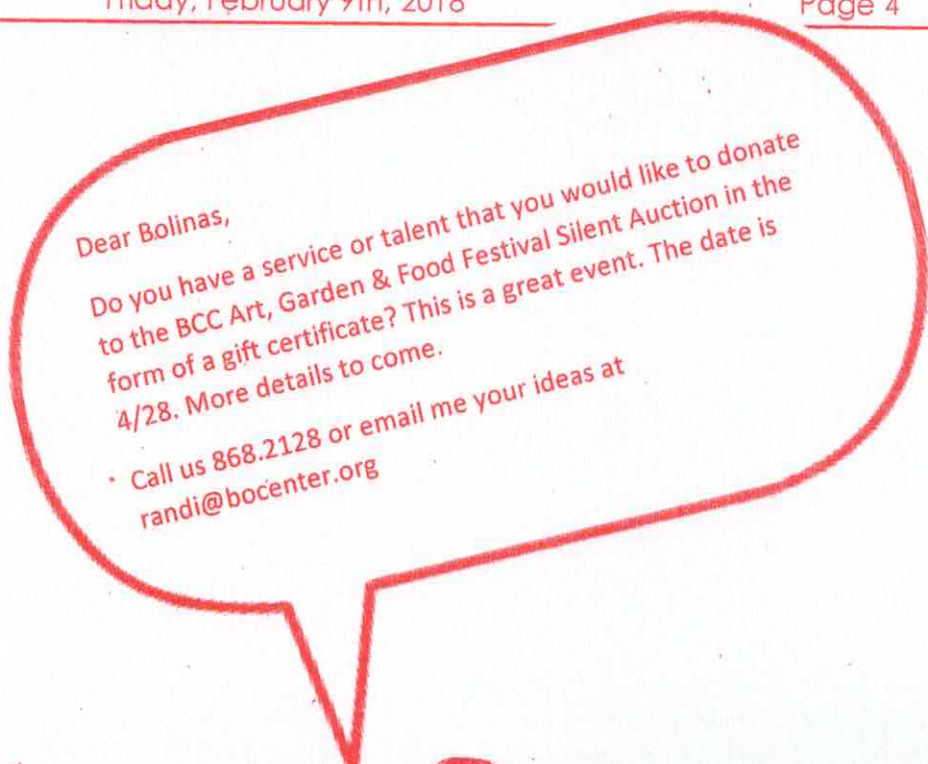 Friday, February 9th, 2018
Page 4
Dear Bolinas,
Do you have a service or talent that you would like to donate
to the BCC Art, Garden & Food Festival Silent Auction in the
form of a gift certificate? This is a great event. The date is
4/28. More details to come.
Call us 868.2128 or email me your ideas at
randi@bocenter.org